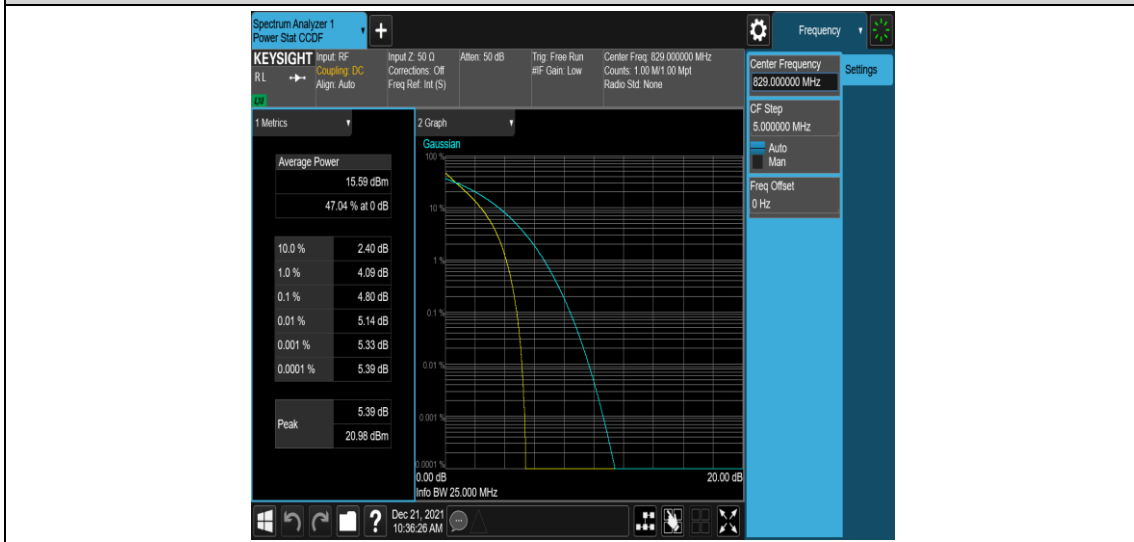 Spectrum Analyzer 1
Power Stat CCDF
Frequency
KEYSIGHT
RL
LXI
Input: RF
Coupling: DC
Align: Auto
Input Z: 50 Ω
Corrections: Off
Freq Ref: Int (S)
Atten: 50 dB
Trig: Free Run
#IF Gain: Low
Center Freq: 829.000000 MHz
Counts: 1.00 M/1.00 Mpt
Radio Std: None
Center Frequency
829.000000 MHz
Settings
CF Step
5.000000 MHz
Auto
Man
Freq Offset
0 Hz
1 Metrics
Average Power
15.59 dBm
47.04 % at 0 dB
10.0 % 2.40 dB
1.0 % 4.09 dB
0.1 % 4.80 dB
0.01 % 5.14 dB
0.001 % 5.33 dB
0.0001 % 5.39 dB
Peak
5.39 dB
20.98 dBm
2 Graph
Gaussian
100 %
10 %
1 %
0.1 %
0.01 %
0.001 %
0.0001 %
0.00 dB 20.00 dB
Info BW 25.000 MHz
?
Dec 21, 2021
10:36:26 AM